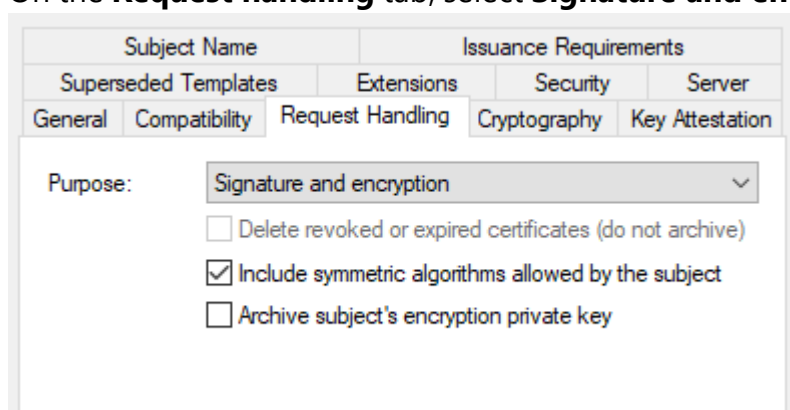 On the Request handling tab, select Signature and en
Subject Name Issuance Requirements
Superseded Templates Extensions Security Server
General Compatibility Request Handling Cryptography Key Attestation
Purpose: Signature and encryption
Delete revoked or expired certificates (do not archive)
Include symmetric algorithms allowed by the subject
Archive subject's encryption private key